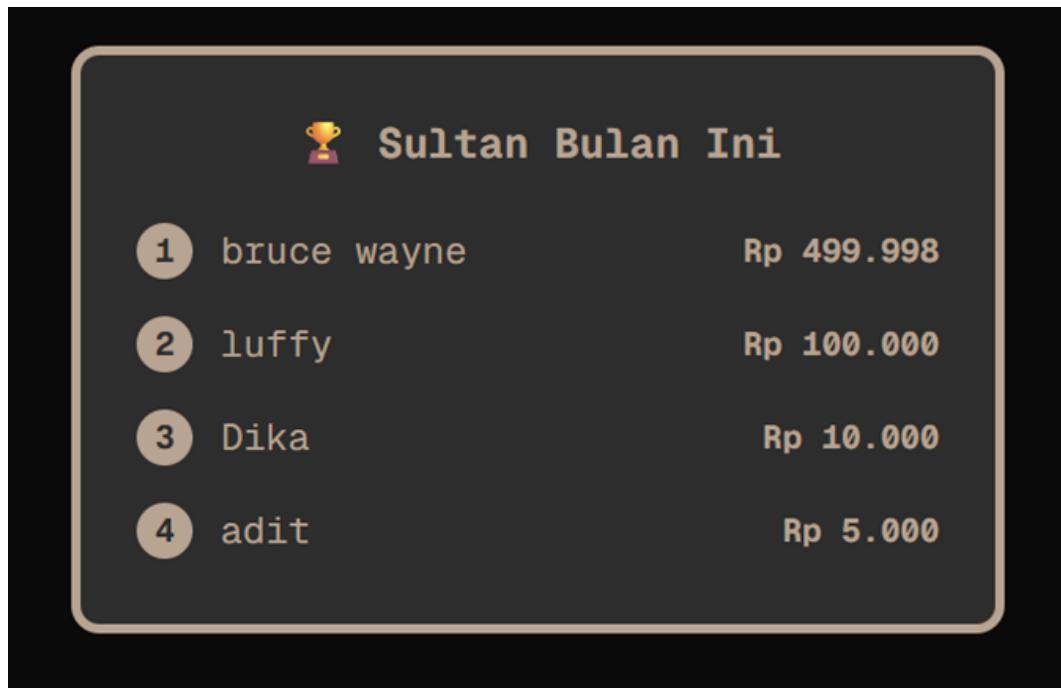 🏆 Sultan Bulan Ini
1 bruce wayne Rp 499.998
2 luffy Rp 100.000
3 Dika Rp 10.000
4 adit Rp 5.000